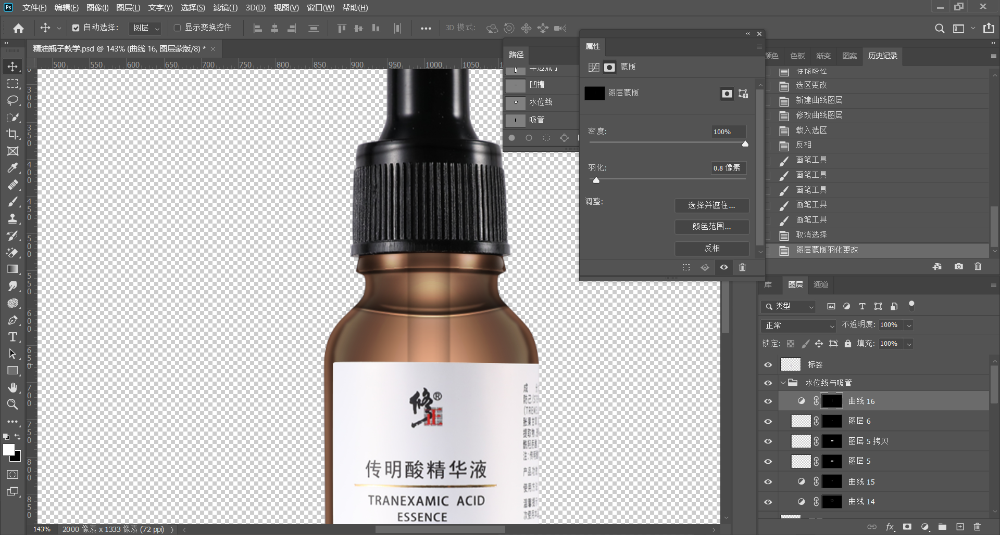 Ps 文件(F) 编辑(E) 图像(I) 图层(L) 文字(Y) 选择(S) 滤镜(T) 3D(D) 视图(V) 窗口(W) 帮助(H)
自动选择: 图层 显示变换控件 3D 模式:
精油瓶子教学.psd @ 143% (曲线 16, 图层蒙版/8) *
500 550 600 650 700 750 800 850 900 950 1000 1050
300
350
400
450
500
550
600
650
700
750
800
850
路径
凹槽
水位线
吸管
属性
蒙版
图层蒙版
密度: 100%
羽化: 0.8 像素
调整:
选择并遮住...
颜色范围...
反相
颜色 色板 渐变 图案 历史记录
存储路径
选区更改
新建曲线图层
修改曲线图层
载入选区
反相
画笔工具
画笔工具
画笔工具
画笔工具
画笔工具
取消选择
图层蒙版羽化更改
库 图层 通道
类型
正常 不透明度: 100%
锁定: 填充: 100%
标签
水位线与吸管
曲线 16
图层 6
图层 5 拷贝
图层 5
曲线 15
曲线 14
fx
修正®
传明酸精华液
TRANEXAMIC ACID
ESSENCE
143% 2000 像素 x 1333 像素 (72 ppi)